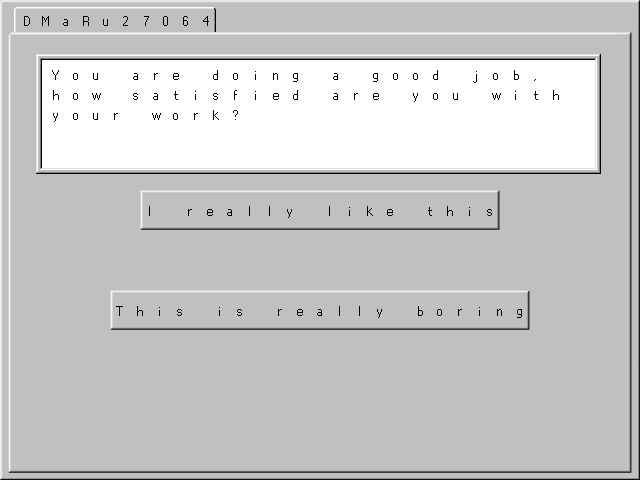 DMaRu27064
You are doing a good job,
how satisfied are you with
your work?
I really like this
This is really boring